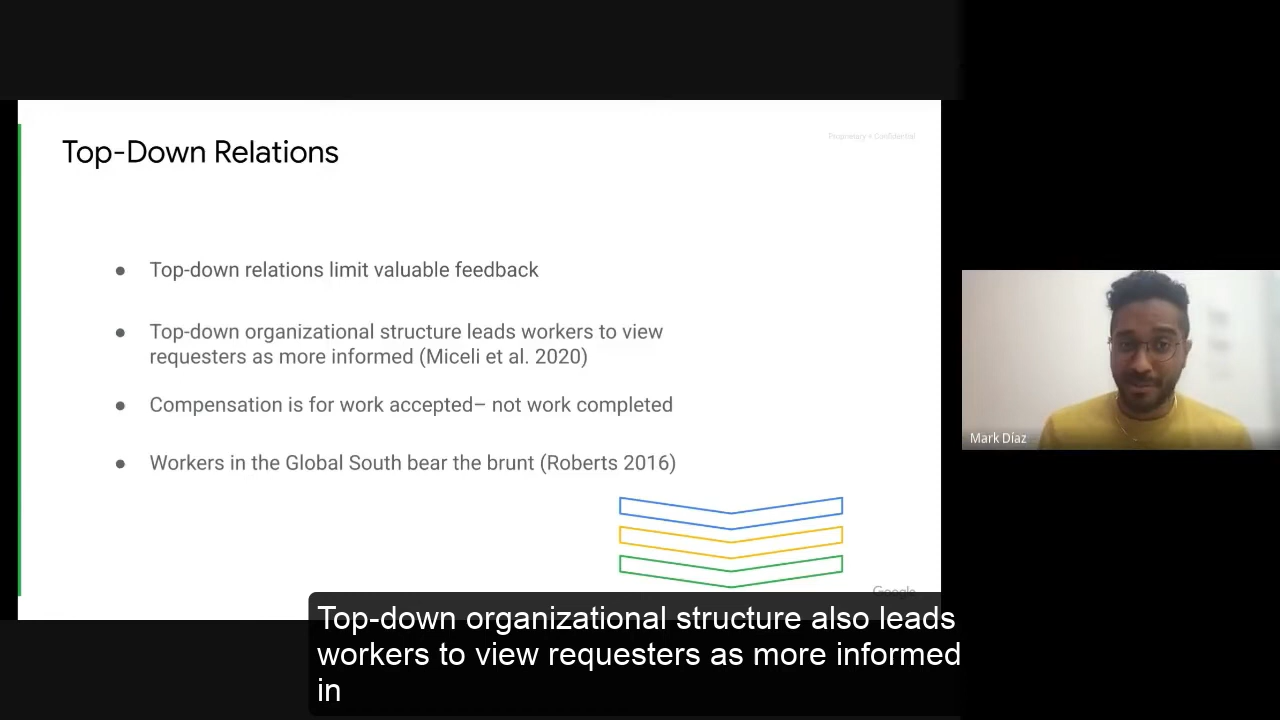 Proprietary + Confidential
Top-Down Relations
● Top-down relations limit valuable feedback
● Top-down organizational structure leads workers to view
requesters as more informed (Miceli et al. 2020)
● Compensation is for work accepted– not work completed
● Workers in the Global South bear the brunt (Roberts 2016)
Google
Mark Díaz
Top-down organizational structure also leads
workers to view requesters as more informed
in